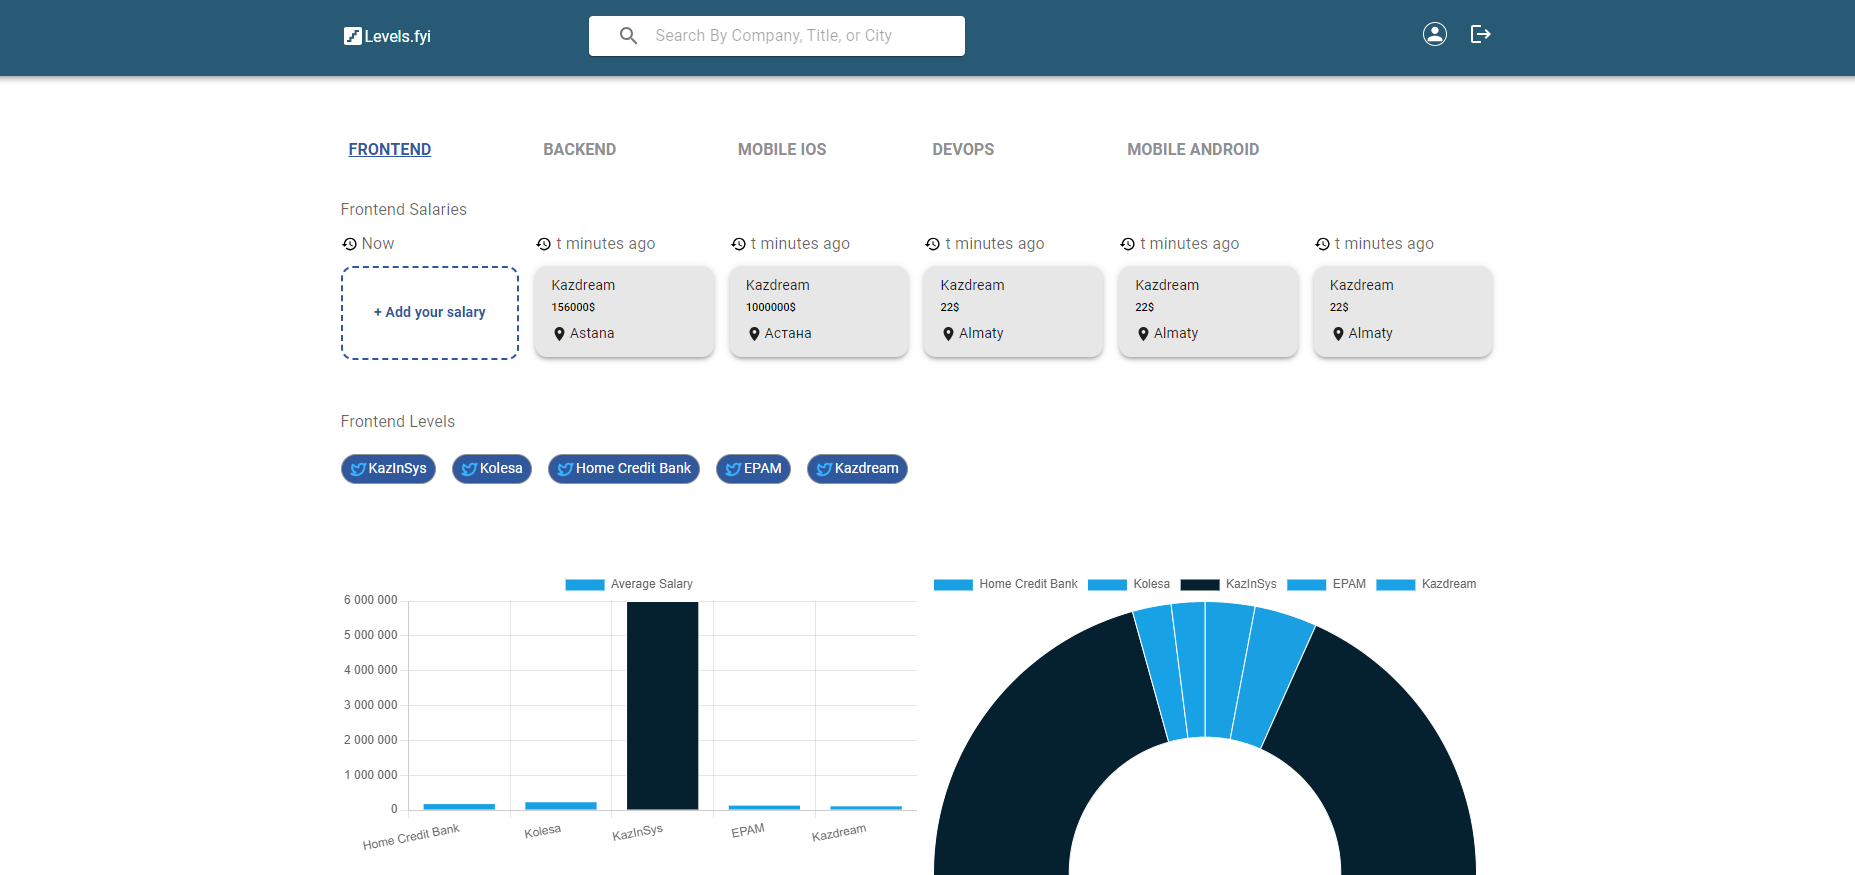 Levels.fyi
Search By Company, Title, or City
FRONTEND BACKEND MOBILE IOS DEVOPS MOBILE ANDROID
Frontend Salaries
Now t minutes ago t minutes ago t minutes ago t minutes ago t minutes ago
+ Add your salary
Kazdream
156000$
Astana
Kazdream
1000000$
Астана
Kazdream
22$
Almaty
Kazdream
22$
Almaty
Kazdream
22$
Almaty
Frontend Levels
KazInSys Kolesa Home Credit Bank EPAM Kazdream
Average Salary
6 000 000
5 000 000
4 000 000
3 000 000
2 000 000
1 000 000
0
Home Credit Bank Kolesa KazInSys EPAM Kazdream
Home Credit Bank Kolesa KazInSys EPAM Kazdream